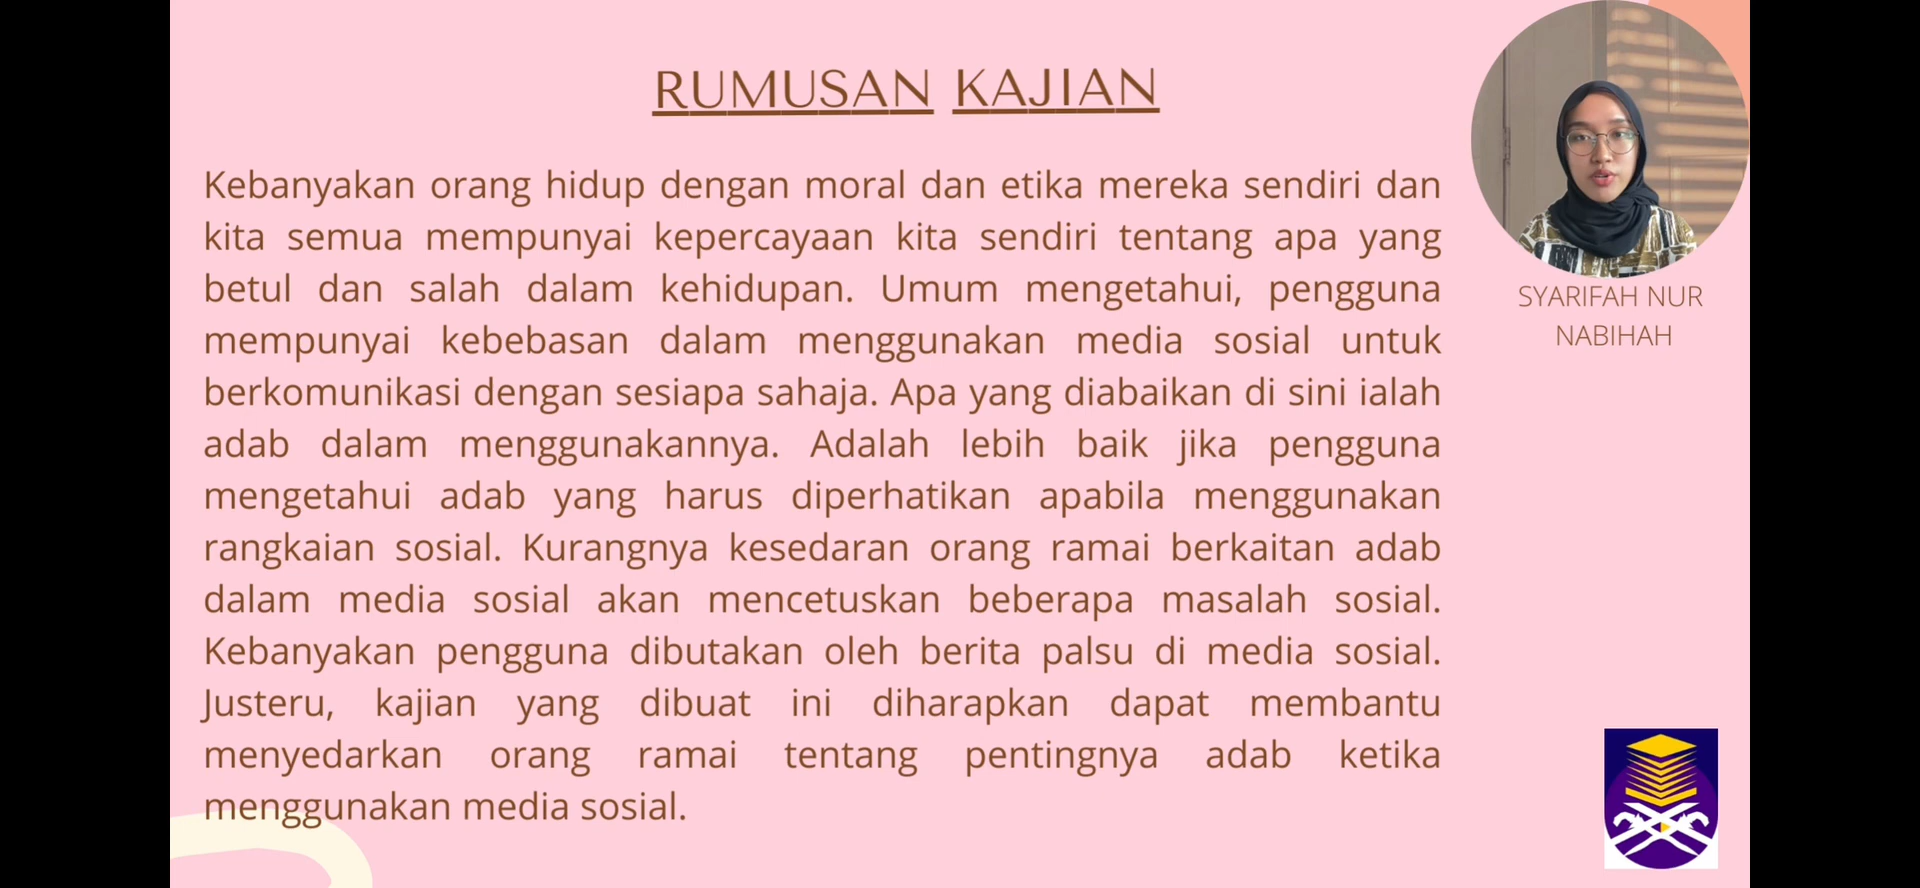 RUMUSAN KAJIAN
Kebanyakan orang hidup dengan moral dan etika mereka sendiri dan
kita semua mempunyai kepercayaan kita sendiri tentang apa yang
betul dan salah dalam kehidupan. Umum mengetahui, pengguna
mempunyai kebebasan dalam menggunakan media sosial untuk
berkomunikasi dengan sesiapa sahaja. Apa yang diabaikan di sini ialah
adab dalam menggunakannya. Adalah lebih baik jika pengguna
mengetahui adab yang harus diperhatikan apabila menggunakan
rangkaian sosial. Kurangnya kesedaran orang ramai berkaitan adab
dalam media sosial akan mencetuskan beberapa masalah sosial.
Kebanyakan pengguna dibutakan oleh berita palsu di media sosial.
Justeru, kajian yang dibuat ini diharapkan dapat membantu
menyedarkan orang ramai tentang pentingnya adab ketika
menggunakan media sosial.
SYARIFAH NUR
NABIHAH